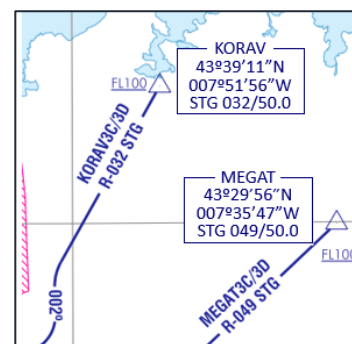 KORAV
43º39'11"N
007º51'56"W
STG 032/50.0
FL100
KORAV3C/3D
R-032 STG
MEGAT
43º29'56"N
007º35'47"W
STG 049/50.0
FL100
MEGAT3C/3D
R-049 STG
002º